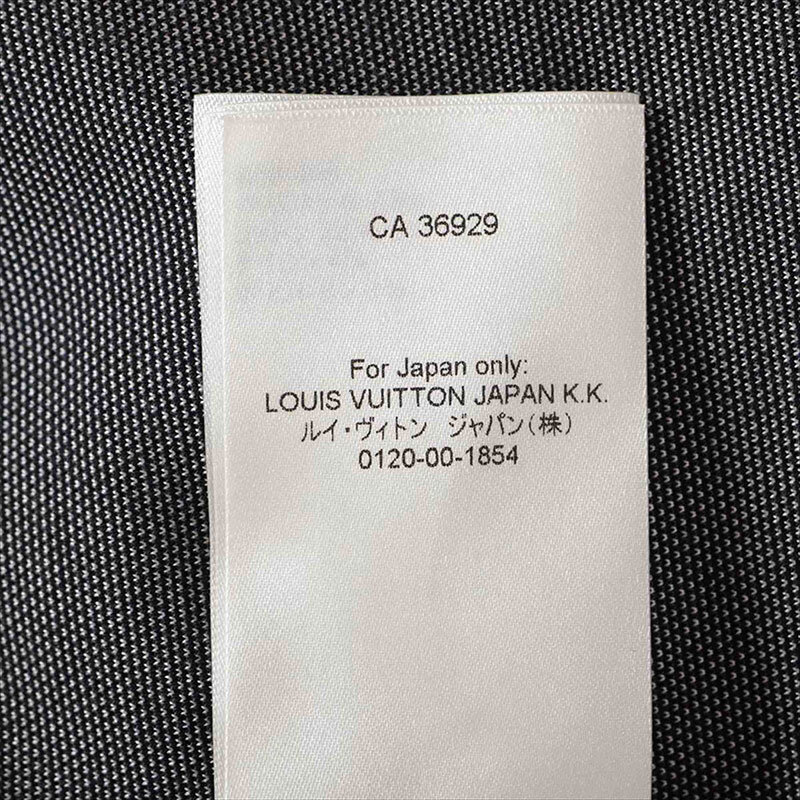 CA 36929
For Japan only:
LOUIS VUITTON JAPAN K.K.
ルイ・ヴィトン　ジャパン(株)
0120-00-1854